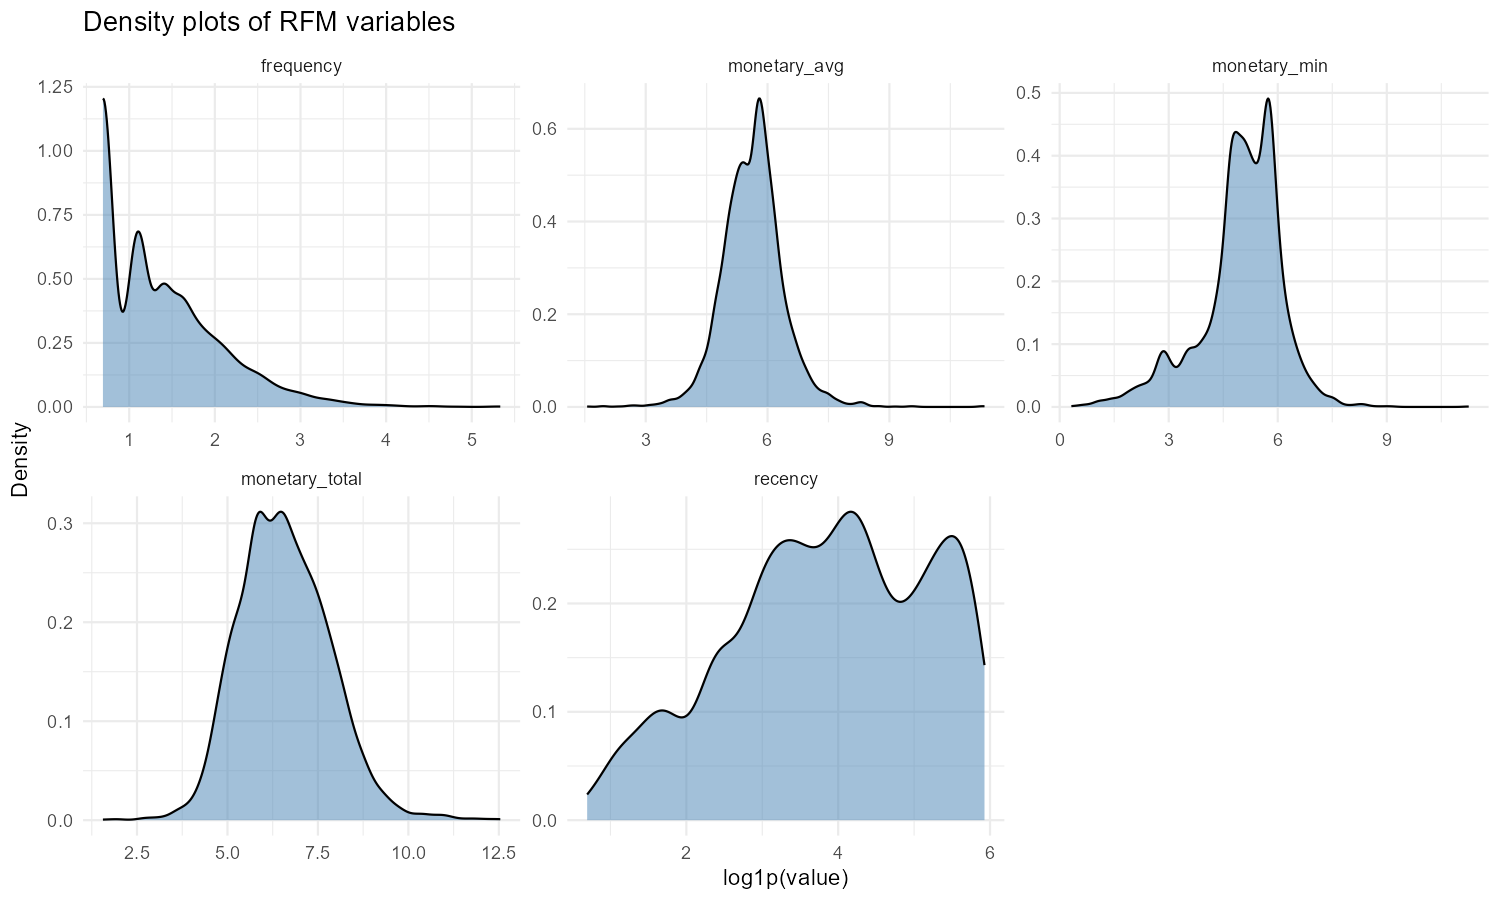 Density plots of RFM variables
frequency
monetary_avg
monetary_min
1.25
1.00
0.75
0.50
0.25
0.00
1 2 3 4 5
0.6
0.4
0.2
0.0
3 6 9
0.5
0.4
0.3
0.2
0.1
0.0
0 3 6 9
Density
monetary_total
recency
0.3
0.2
0.1
0.0
2.5 5.0 7.5 10.0 12.5
0.2
0.1
0.0
2 4 6
log1p(value)